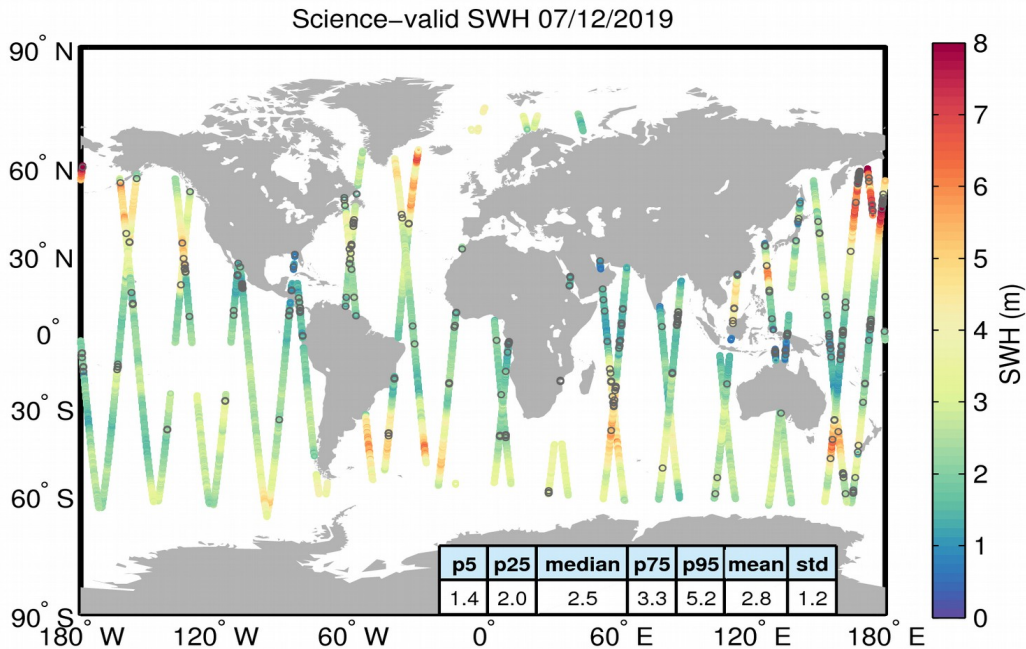 Science−valid SWH 07/12/2019
90° N
60° N
30° N
0°
30° S
60° S
90° S
180° W
120° W
60° W
0°
60° E
120° E
180° E
p5 p25 median p75 p95 mean std
1.4 2.0 2.5 3.3 5.2 2.8 1.2
8
7
6
5
4
3
2
1
0
SWH (m)